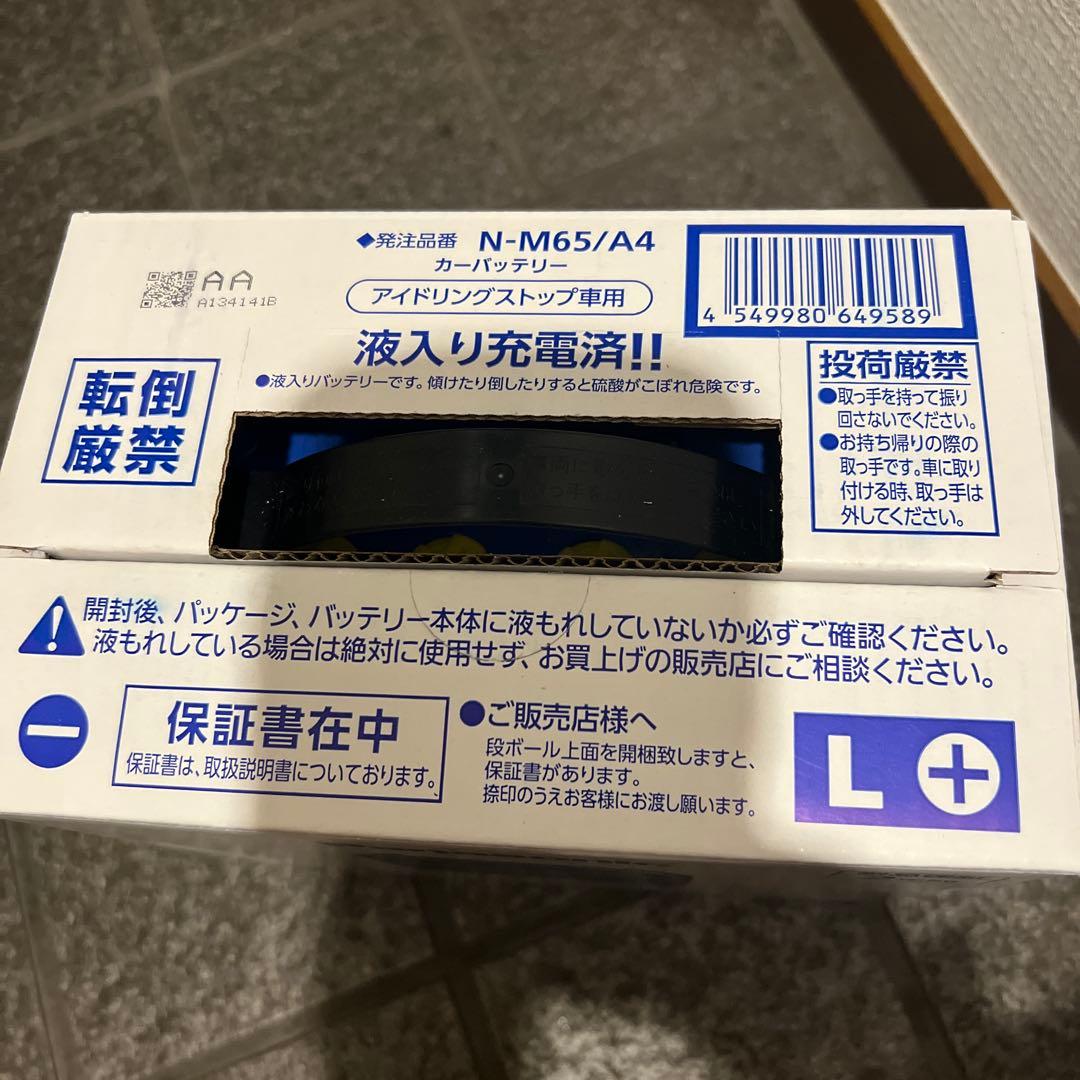 ◆発注品番 N-M65/A4
カーバッテリー
アイドリングストップ車用
AA
A134141B
4 549980 649589
液入り充電済!!
●液入りバッテリーです。傾けたり倒したりすると硫酸がこぼれ危険です。
転倒
厳禁
投荷厳禁
●取っ手を持って振り
回さないでください。
●お持ち帰りの際の
取っ手です。車に取り
付ける時、取っ手は
外してください。
開封後、パッケージ、バッテリー本体に液もれしていないか必ずご確認ください。
液もれしている場合は絶対に使用せず、お買上げの販売店にご相談ください。
保証書在中
保証書は、取扱説明書についております。
●ご販売店様へ
段ボール上面を開梱致しますと、
保証書があります。
捺印のうえお客様にお渡し願います。
L +